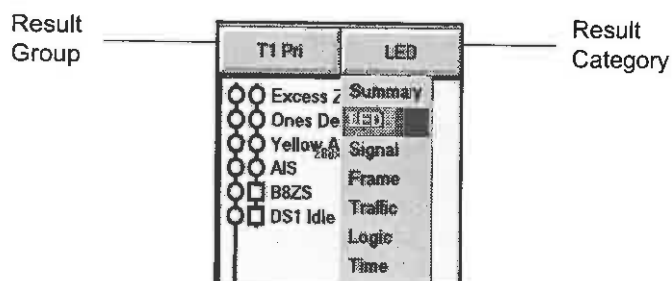 Result
Group
T1 Pri
LED
Result
Category
Excess Z
Ones De
Yellow A
AIS
B8ZS
DS1 Idle
Summary
LED
Signal
Frame
Traffic
Logic
Time